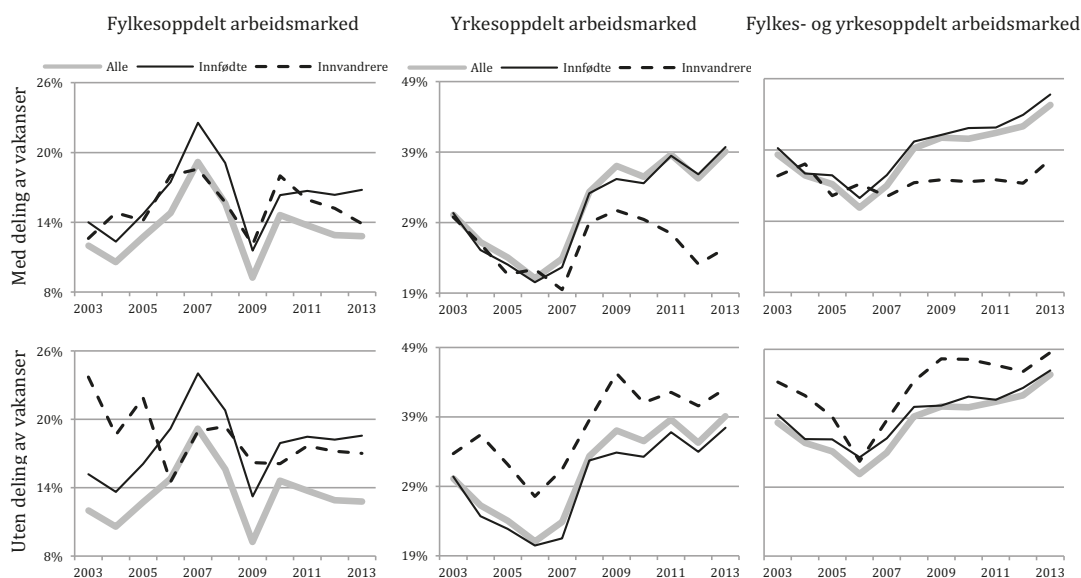 Fylkesoppdelt arbeidsmarked
Yrkesoppdelt arbeidsmarked
Fylkes- og yrkesoppdelt arbeidsmarked
Med deling av vakanser
Alle Innfødte Innvandrere
26%
20%
14%
8%
2003 2005 2007 2009 2011 2013
Alle Innfødte Innvandrere
49%
39%
29%
19%
2003 2005 2007 2009 2011 2013
2003 2005 2007 2009 2011 2013
Uten deling av vakanser
26%
20%
14%
8%
2003 2005 2007 2009 2011 2013
49%
39%
29%
19%
2003 2005 2007 2009 2011 2013
2003 2005 2007 2009 2011 2013